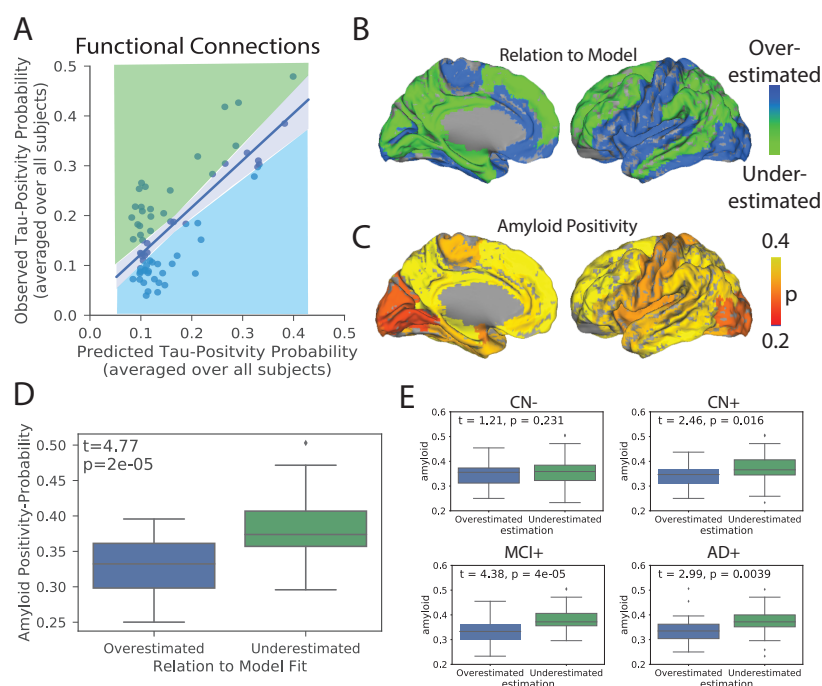 A
Functional Connections
Observed Tau-Positvity Probability
(averaged over all subjects)
0.5
0.4
0.3
0.2
0.1
0.0
0.0 0.1 0.2 0.3 0.4 0.5
Predicted Tau-Positvity Probability
(averaged over all subjects)
B
Relation to Model
Over-
estimated
Under-
estimated
C
Amyloid Positivity
0.4
p
0.2
D
t=4.77
p=2e-05
Amyloid Positivity-Probability
0.50
0.45
0.40
0.35
0.30
0.25
Overestimated Underestimated
Relation to Model Fit
E
CN-
t = 1.21, p = 0.231
amyloid
0.6
0.5
0.4
0.3
0.2
Overestimated Underestimated
estimation
CN+
t = 2.46, p = 0.016
amyloid
0.6
0.5
0.4
0.3
0.2
Overestimated Underestimated
estimation
MCI+
t = 4.38, p = 4e-05
amyloid
0.6
0.5
0.4
0.3
0.2
Overestimated Underestimated
estimation
AD+
t = 2.99, p = 0.0039
amyloid
0.6
0.5
0.4
0.3
0.2
Overestimated Underestimated
estimation